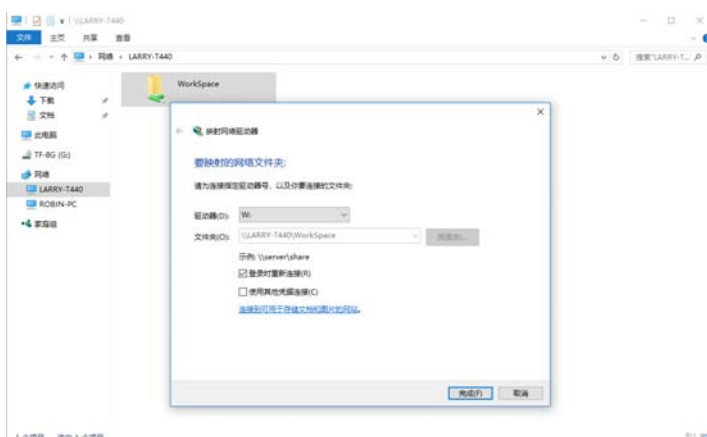 \\LARRY-T440
文件 主页 共享 查看
网络 › LARRY-T440
搜索"LARRY-T...
快速访问
下载
文档
此电脑
TF-8G (G:)
网络
LARRY-T440
ROBIN-PC
家庭组
WorkSpace
映射网络驱动器
要映射的网络文件夹:
请为连接指定驱动器号，以及你要连接的文件夹:
驱动器(D): W:
文件夹(O): \\LARRY-T440\WorkSpace 浏览(B)...
示例: \\server\share
登录时重新连接(R)
使用其他凭据连接(C)
连接到可用于存储文档和图片的网站。
完成(F) 取消